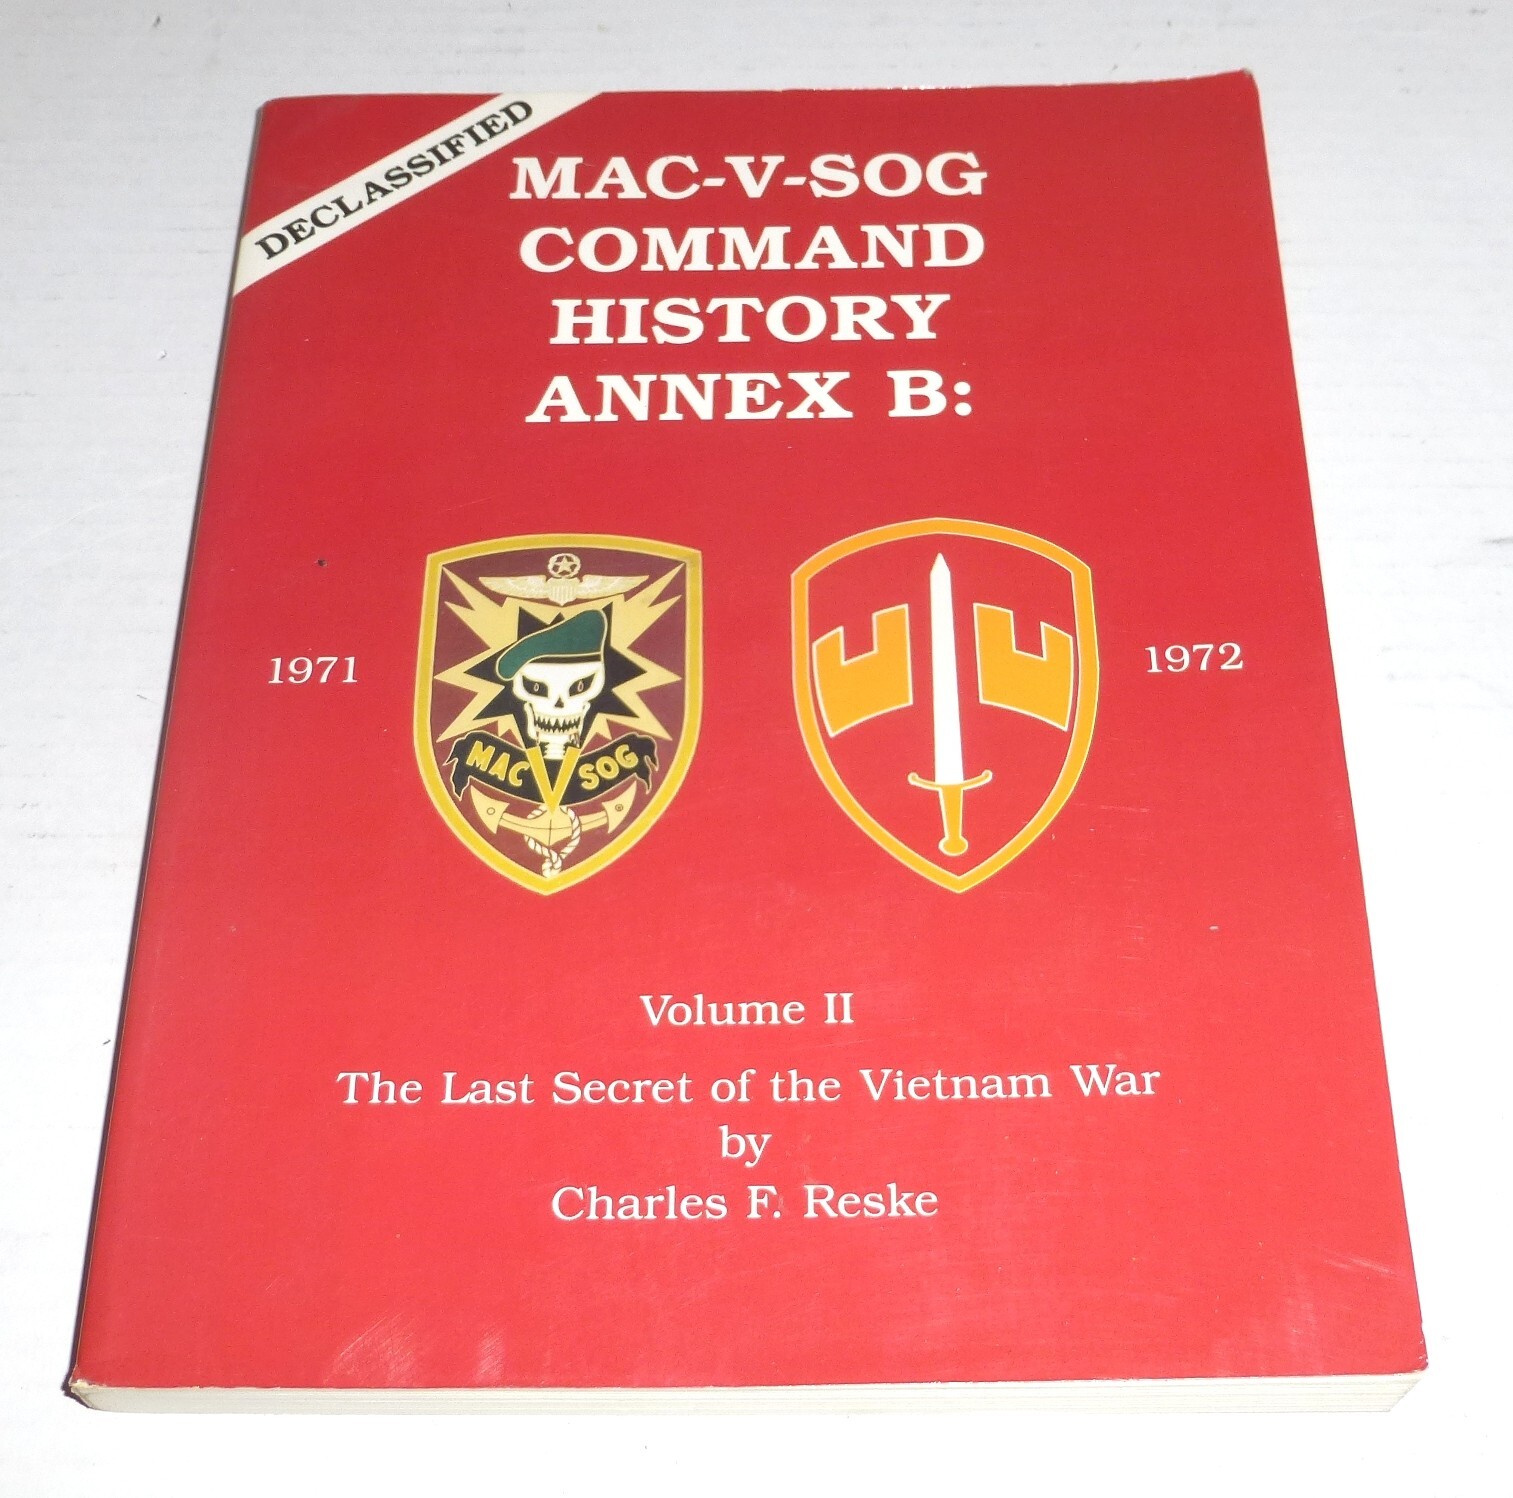 DECLASSIFIED
MAC-V-SOG
COMMAND
HISTORY
ANNEX B:
1971
MAC V SOG
1972
Volume II
The Last Secret of the Vietnam War
by
Charles F. Reske